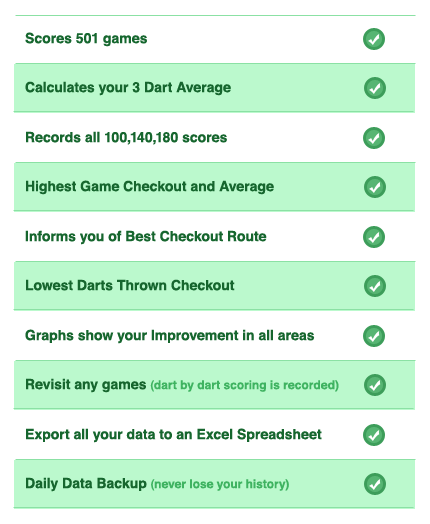 Scores 501 games
Calculates your 3 Dart Average
Records all 100,140,180 scores
Highest Game Checkout and Average
Informs you of Best Checkout Route
Lowest Darts Thrown Checkout
Graphs show your Improvement in all areas
Revisit any games (dart by dart scoring is recorded)
Export all your data to an Excel Spreadsheet
Daily Data Backup (never lose your history)